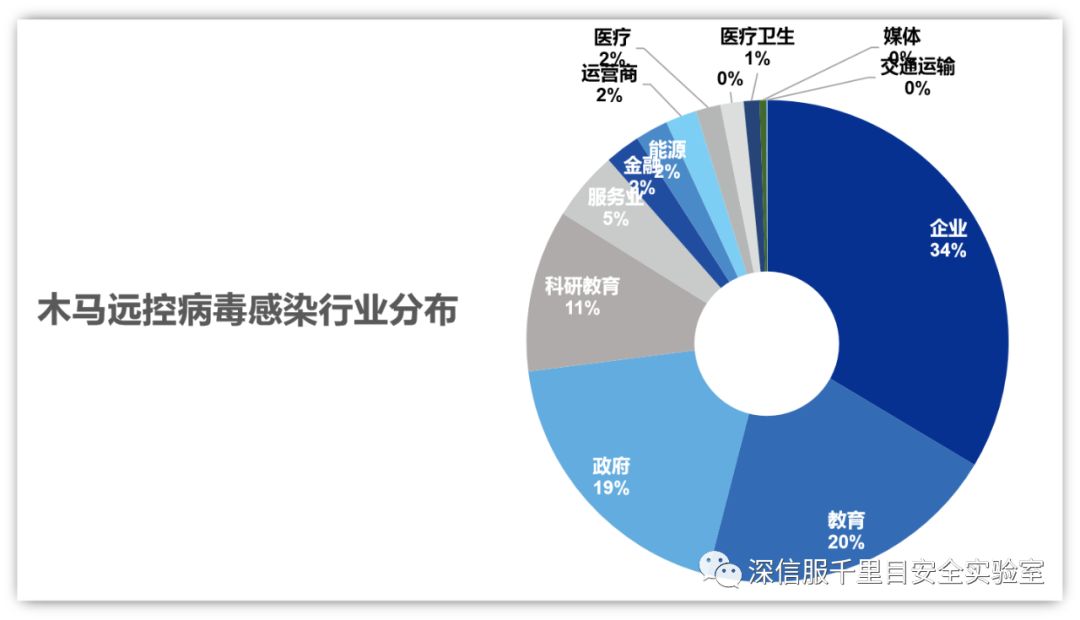 医疗
2%
运营商
2%
医疗卫生
1%
0%
媒体
0%
交通运输
0%
能源
2%
金融
服务业
5%
企业
34%
科研教育
11%
木马远控病毒感染行业分布
政府
19%
教育
20%
深信服千里目安全实验室